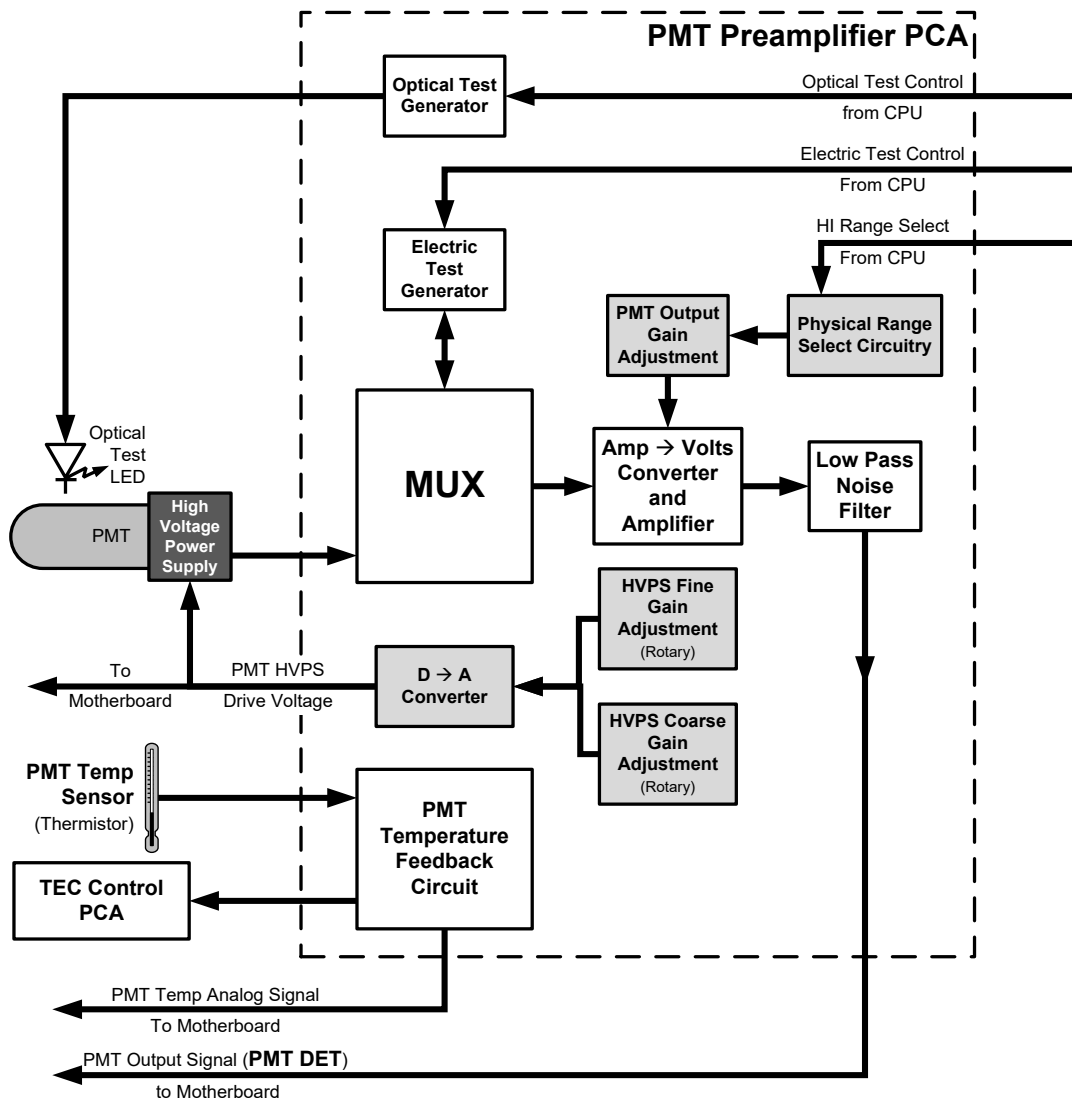 PMT Preamplifier PCA
Optical Test
Generator
Optical Test Control
from CPU
Electric Test Control
From CPU
HI Range Select
From CPU
Electric
Test
Generator
PMT Output
Gain
Adjustment
Physical Range
Select Circuitry
Optical
Test
LED
MUX
Amp → Volts
Converter
and
Amplifier
Low Pass
Noise
Filter
PMT
High
Voltage
Power
Supply
HVPS Fine
Gain
Adjustment
(Rotary)
To
Motherboard
PMT HVPS
Drive Voltage
D → A
Converter
HVPS Coarse
Gain
Adjustment
(Rotary)
PMT Temp
Sensor
(Thermistor)
PMT
Temperature
Feedback
Circuit
TEC Control
PCA
PMT Temp Analog Signal
To Motherboard
PMT Output Signal (PMT DET)
to Motherboard